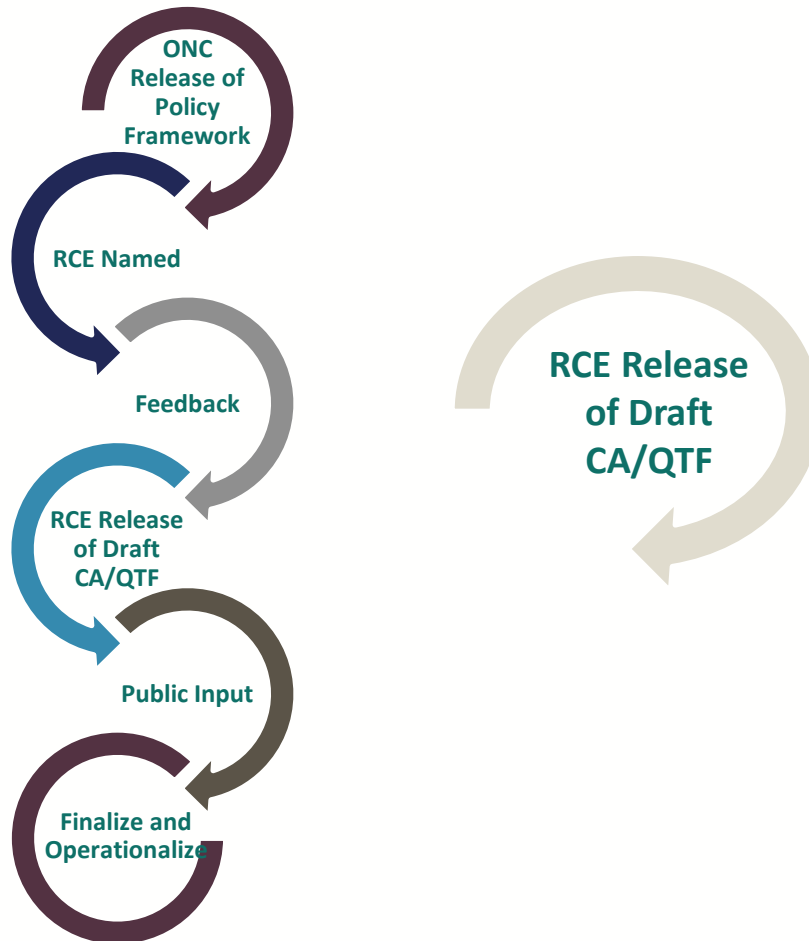 ONC
Release of
Policy
Framework
RCE Named
Feedback
RCE Release
of Draft
CA/QTF
Public Input
Finalize and
Operationalize
RCE Release
of Draft
CA/QTF